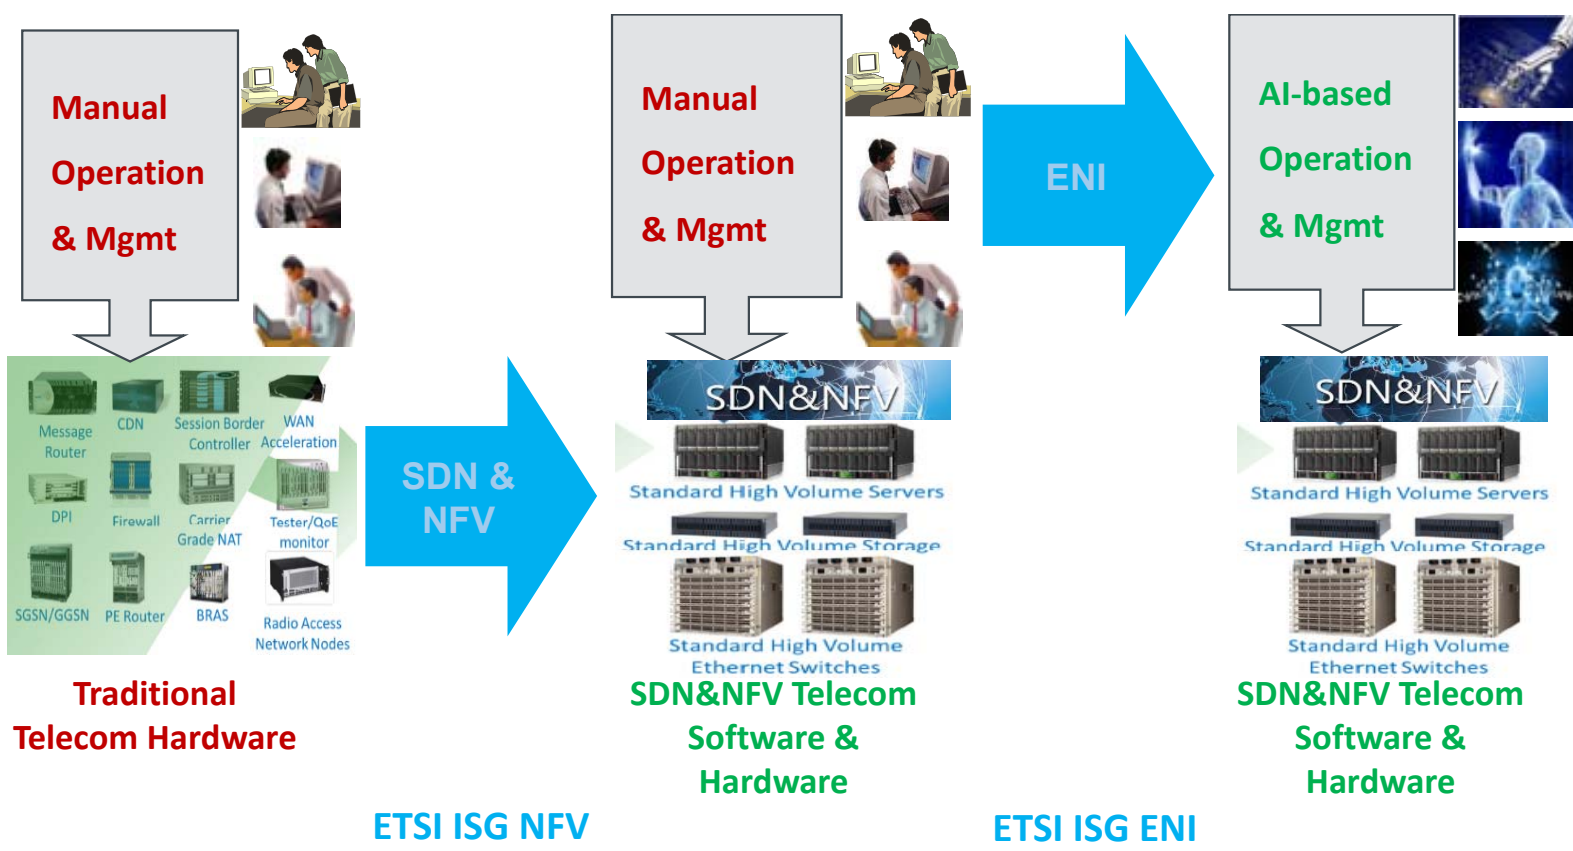 Manual
Operation
& Mgmt
Message
Router
CDN
Session Border
Controller
WAN
Acceleration
DPI
Firewall
Carrier
Grade NAT
Tester/QoE
monitor
SGSN/GGSN
PE Router
BRAS
Radio Access
Network Nodes
Traditional
Telecom Hardware
SDN &
NFV
ETSI ISG NFV
Manual
Operation
& Mgmt
SDN&NFV
Standard High Volume Servers
Standard High Volume Storage
Standard High Volume
Ethernet Switches
SDN&NFV Telecom
Software &
Hardware
ENI
ETSI ISG ENI
AI-based
Operation
& Mgmt
SDN&NFV
Standard High Volume Servers
Standard High Volume Storage
Standard High Volume
Ethernet Switches
SDN&NFV Telecom
Software &
Hardware